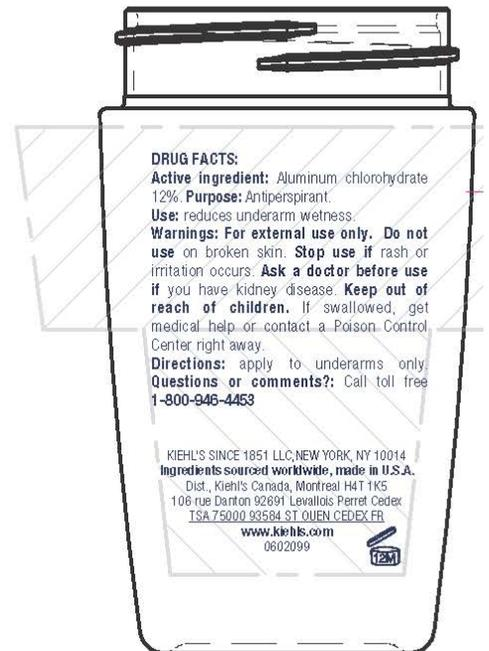 DRUG FACTS:
Active ingredient: Aluminum chlorohydrate
12%. Purpose: Antiperspirant.
Use: reduces underarm wetness.
Warnings: For external use only. Do not
use on broken skin. Stop use if rash or
irritation occurs. Ask a doctor before use
if you have kidney disease. Keep out of
reach of children. If swallowed, get
medical help or contact a Poison Control
Center right away.
Directions: apply to underarms only.
Questions or comments?: Call toll free
1-800-946-4453
KIEHL'S SINCE 1851 LLC, NEW YORK, NY 10014
Ingredients sourced worldwide, made in U.S.A.
Dist., Kiehl's Canada, Montreal H4T 1K5
106 rue Danton 92691 Levallois Perret Cedex
TSA 75000 93584 ST OUEN CEDEX FR
www.kiehls.com
0602099
12M